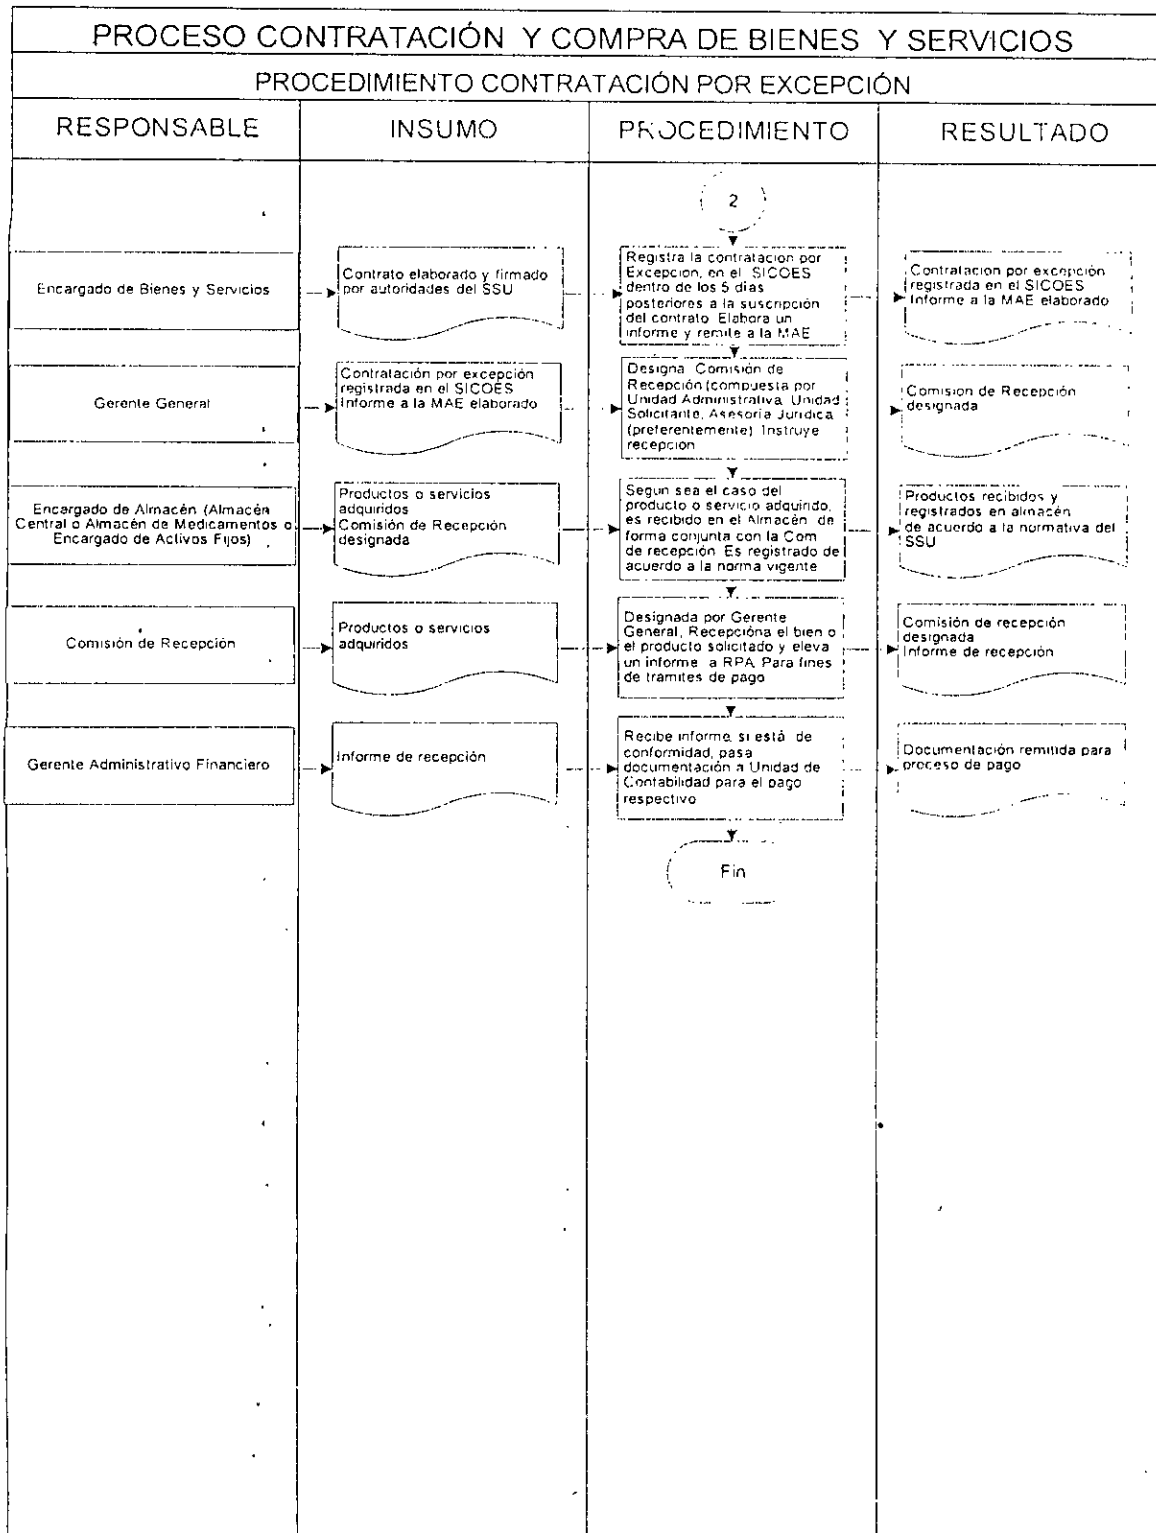 PROCESO CONTRATACIÓN Y COMPRA DE BIENES Y SERVICIOS
PROCEDIMIENTO CONTRATACIÓN POR EXCEPCIÓN
RESPONSABLE
INSUMO
PROCEDIMIENTO
RESULTADO
2
Encargado de Bienes y Servicios
Contrato elaborado y firmado
por autoridades del SSU
Registra la contratacion por
Excepcion, en el SICOES
dentro de los 5 dias
posteriores a la suscripción
del contrato Elabora un
informe y remite a la MAE
Contratacion por excepción
registrada en el SICOES
Informe a la MAE elaborado
Gerente General
Contratación por excepción
registrada en el SICOES
Informe a la MAE elaborado
Designa Comisión de
Recepción (compuesta por
Unidad Administrativa, Unidad
Solicitante, Asesoria Juridica
(preferentemente) Instruye
recepcion
Comision de Recepción
designada
Encargado de Almacén (Almacén
Central o Almacén de Medicamentos o
Encargado de Activos Fijos)
Productos o servicios
adquiridos
Comisión de Recepción
designada
Segun sea el caso del
producto o servicio adquirido,
es recibido en el Almacén de
forma conjunta con la Com
de recepción Es registrado de
acuerdo a la norma vigente
Productos recibidos y
registrados en almacén
de acuerdo a la normativa del
SSU
Comisión de Recepción
Productos o servicios
adquiridos
Designada por Gerente
General, Recepcióna el bien o
el producto solicitado y eleva
un informe a RPA Para fines
de tramites de pago
Comisión de recepción
designada
Informe de recepción
Gerente Administrativo Financiero
Informe de recepción
Recibe informe, si está de
conformidad, pasa
documentación a Unidad de
Contabilidad para el pago
respectivo
Documentación remitida para
proceso de pago
Fin